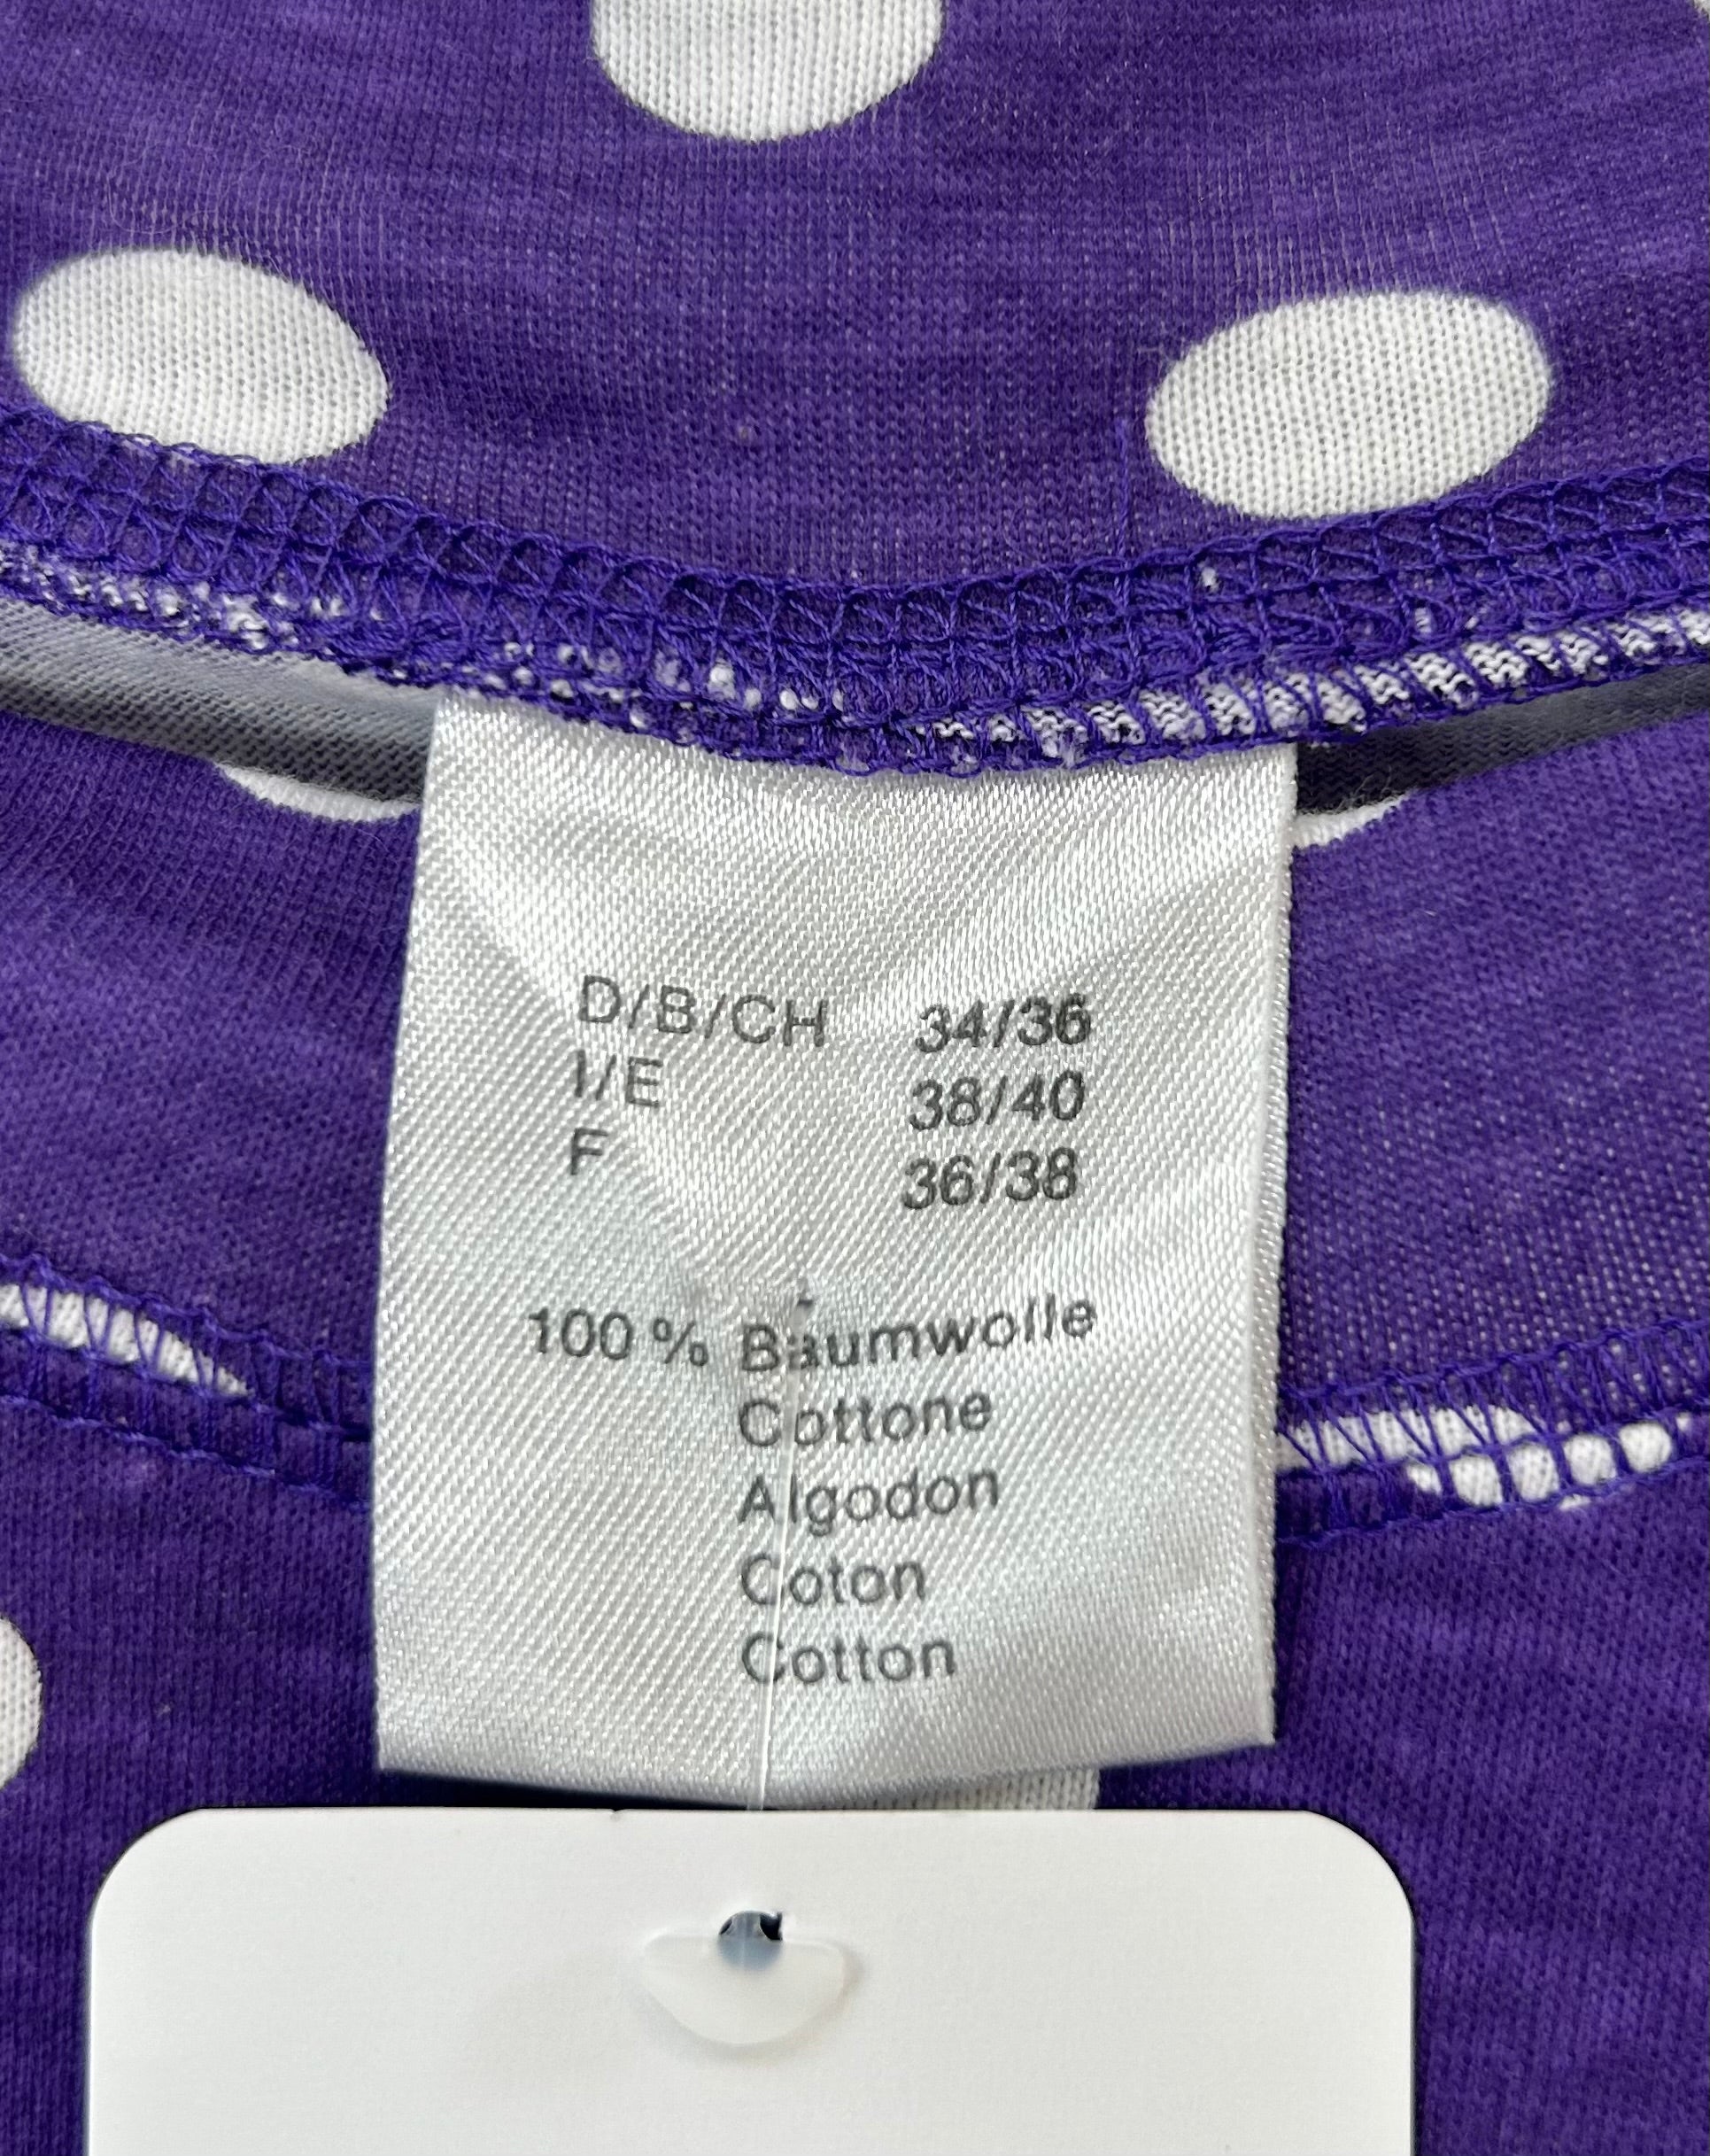 D/B/CH 34/36
I/E 38/40
F 36/38
100 % Baumwolle
Cottone
Algodon
Coton
Cotton